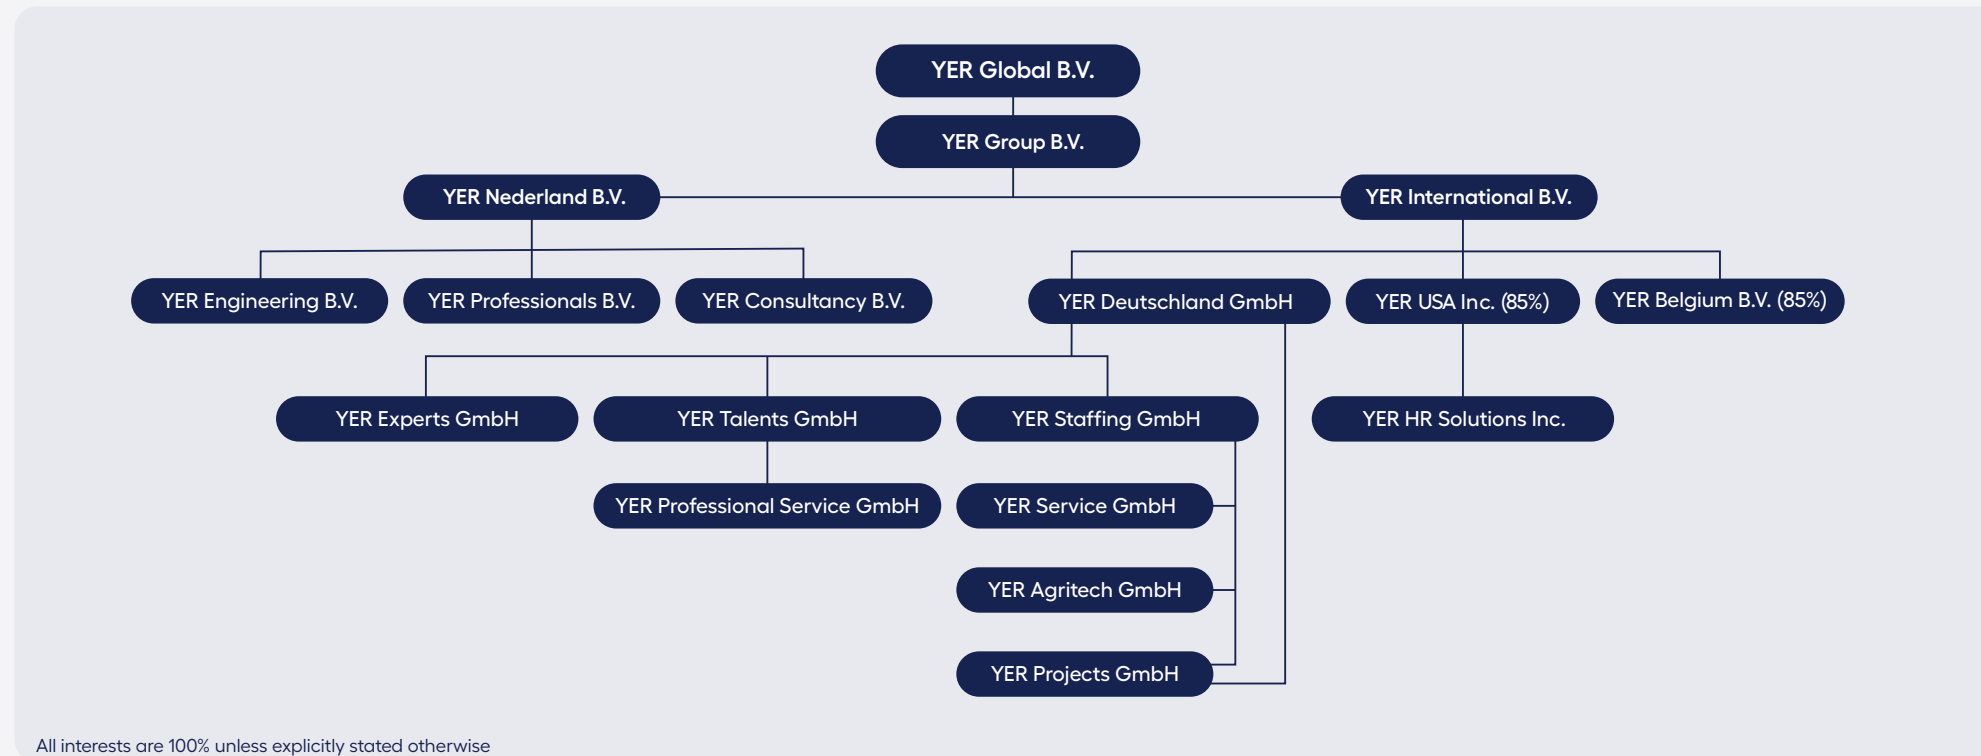 YER Global B.V.
YER Group B.V.
YER Nederland B.V.
YER International B.V.
YER Engineering B.V.
YER Professionals B.V.
YER Consultancy B.V.
YER Deutschland GmbH
YER USA Inc. (85%)
YER Belgium B.V. (85%)
YER Experts GmbH
YER Talents GmbH
YER Staffing GmbH
YER HR Solutions Inc.
YER Professional Service GmbH
YER Service GmbH
YER Agritech GmbH
YER Projects GmbH
All interests are 100% unless explicitly stated otherwise